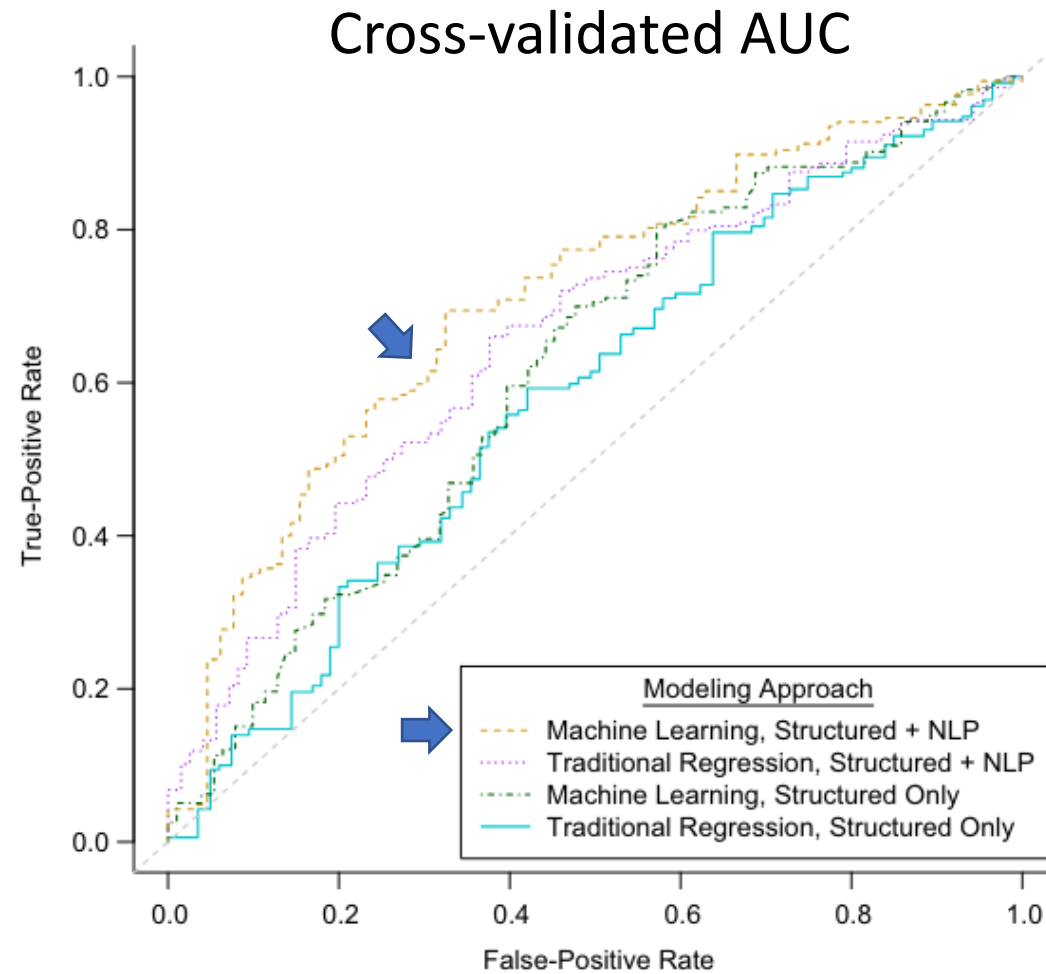 Cross-validated AUC
1.0
0.8
0.6
0.4
0.2
0.0
True-Positive Rate
Modeling Approach
Machine Learning, Structured + NLP
Traditional Regression, Structured + NLP
Machine Learning, Structured Only
Traditional Regression, Structured Only
0.0 0.2 0.4 0.6 0.8 1.0
False-Positive Rate